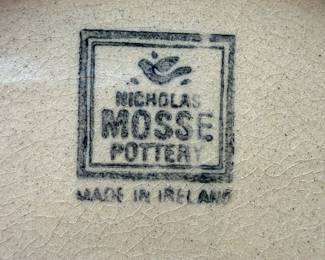 NICHOLAS
MOSSE
POTTERY
MADE IN IRELAND